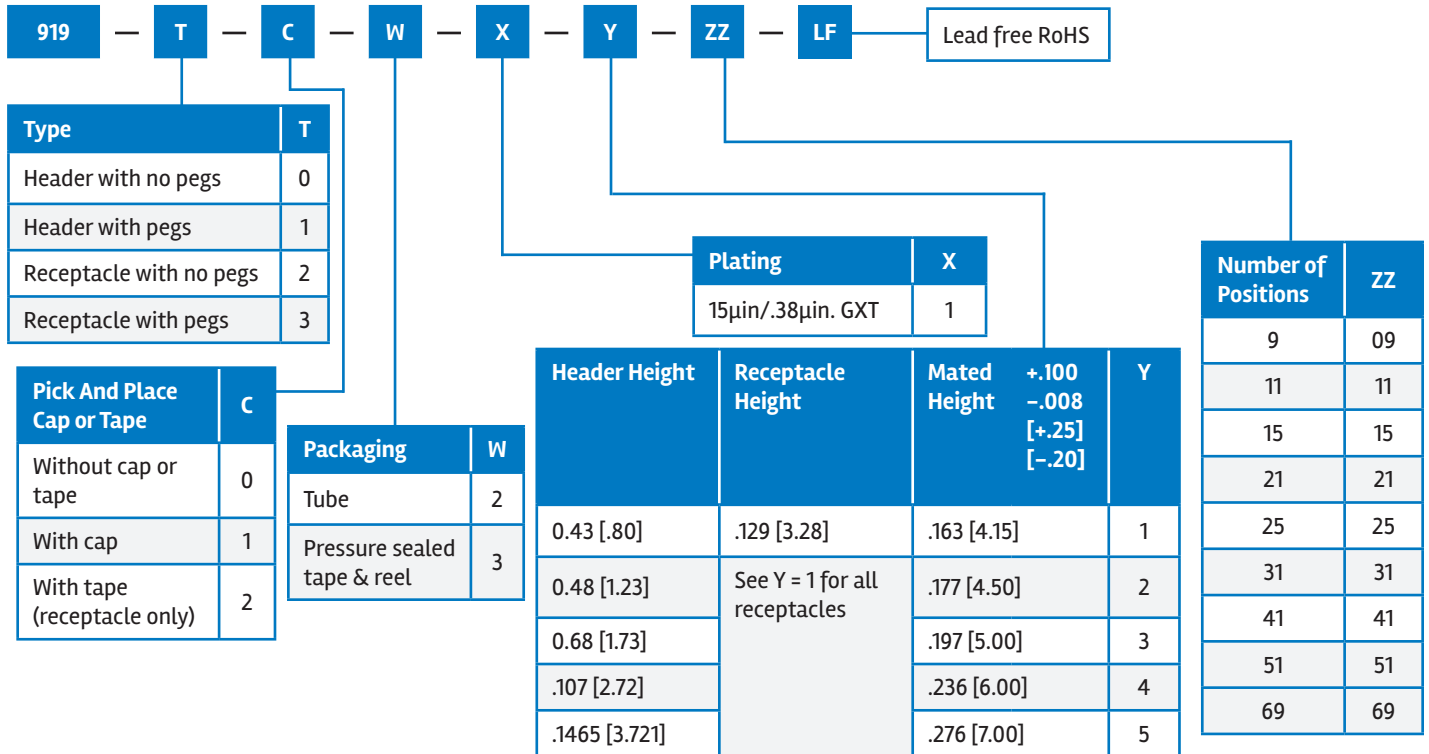 919 — T — C — W — X — Y — ZZ — LF Lead free RoHS
Type T
Header with no pegs 0
Header with pegs 1
Receptacle with no pegs 2
Receptacle with pegs 3
Pick And Place
Cap or Tape C
Without cap or
tape 0
With cap 1
With tape
(receptacle only) 2
Packaging W
Tube 2
Pressure sealed
tape & reel 3
Plating X
15µin/.38µin. GXT 1
Header Height Receptacle
Height Mated
Height +.100
–.008
[+.25]
[–.20] Y
0.43 [.80] .129 [3.28] .163 [4.15] 1
0.48 [1.23] See Y = 1 for all
receptacles .177 [4.50] 2
0.68 [1.73] .197 [5.00] 3
.107 [2.72] .236 [6.00] 4
.1465 [3.721] .276 [7.00] 5
Number of
Positions ZZ
9 09
11 11
15 15
21 21
25 25
31 31
41 41
51 51
69 69